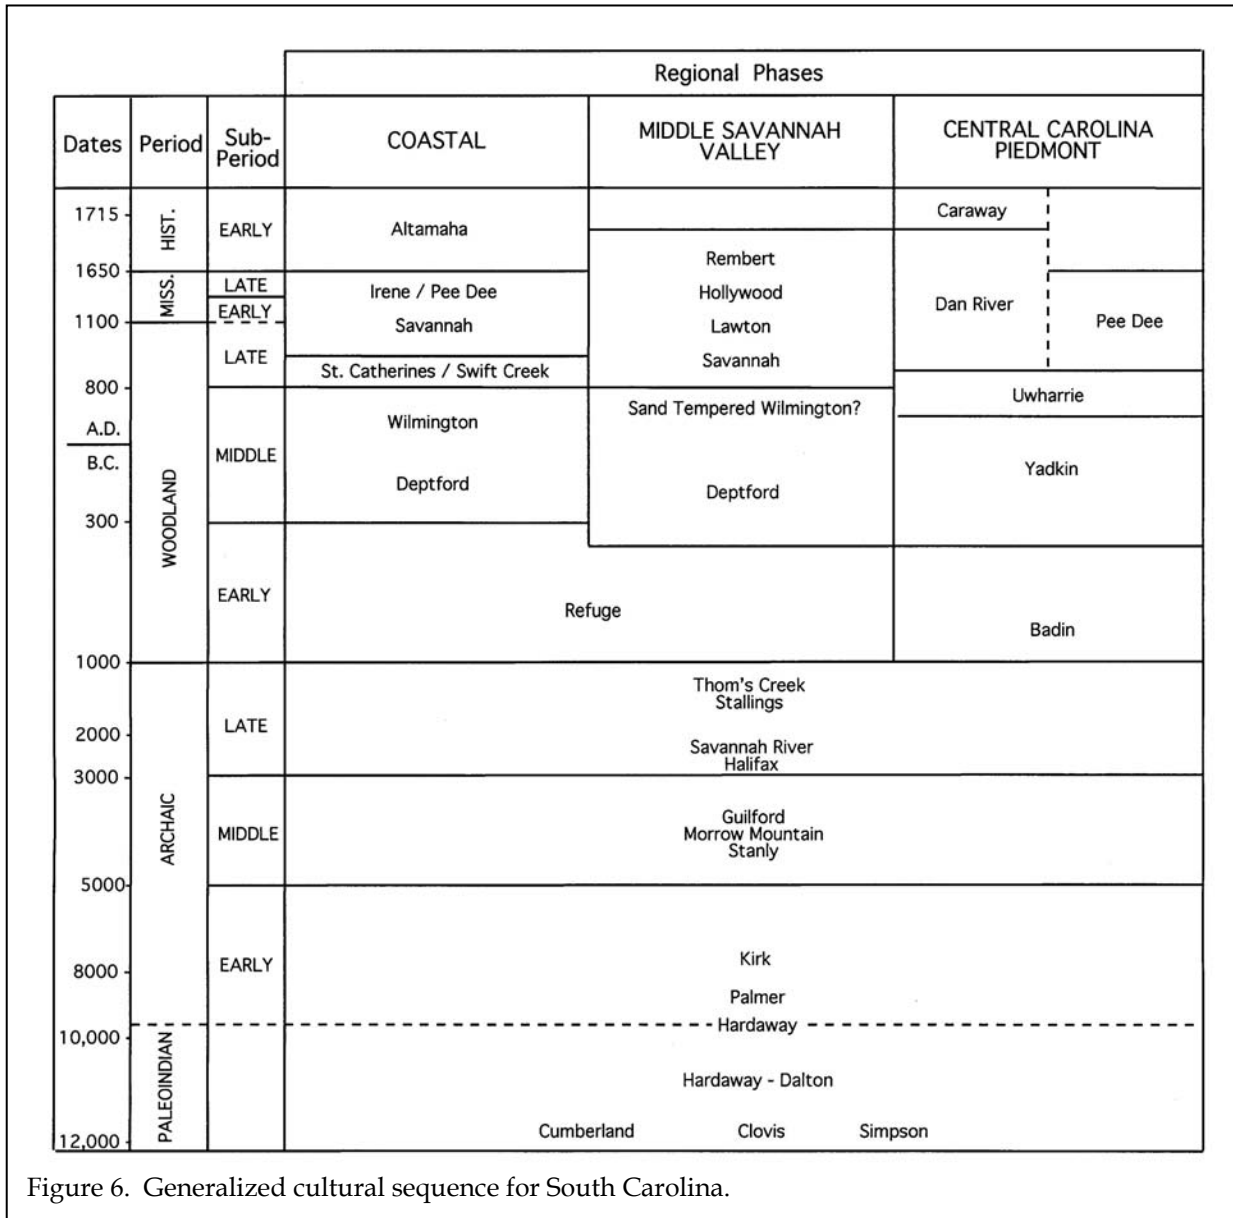 Regional Phases
Dates
Period
Sub-
Period
COASTAL
MIDDLE SAVANNAH
VALLEY
CENTRAL CAROLINA
PIEDMONT
1715
HIST.
EARLY
Altamaha
Caraway
1650
MISS.
LATE
EARLY
Irene / Pee Dee
Savannah
Rembert
Hollywood
Lawton
Savannah
Dan River
Pee Dee
1100
WOODLAND
LATE
St. Catherines / Swift Creek
800
Uwharrie
A.D.
B.C.
MIDDLE
Wilmington
Deptford
Sand Tempered Wilmington?
Deptford
Yadkin
300
EARLY
Refuge
Badin
1000
ARCHAIC
LATE
Thom's Creek
Stallings
2000
Savannah River
Halifax
3000
MIDDLE
Guilford
Morrow Mountain
Stanly
5000
EARLY
Kirk
8000
Palmer
Hardaway
10,000
PALEOINDIAN
Hardaway - Dalton
12,000
Cumberland
Clovis
Simpson
Figure 6. Generalized cultural sequence for South Carolina.